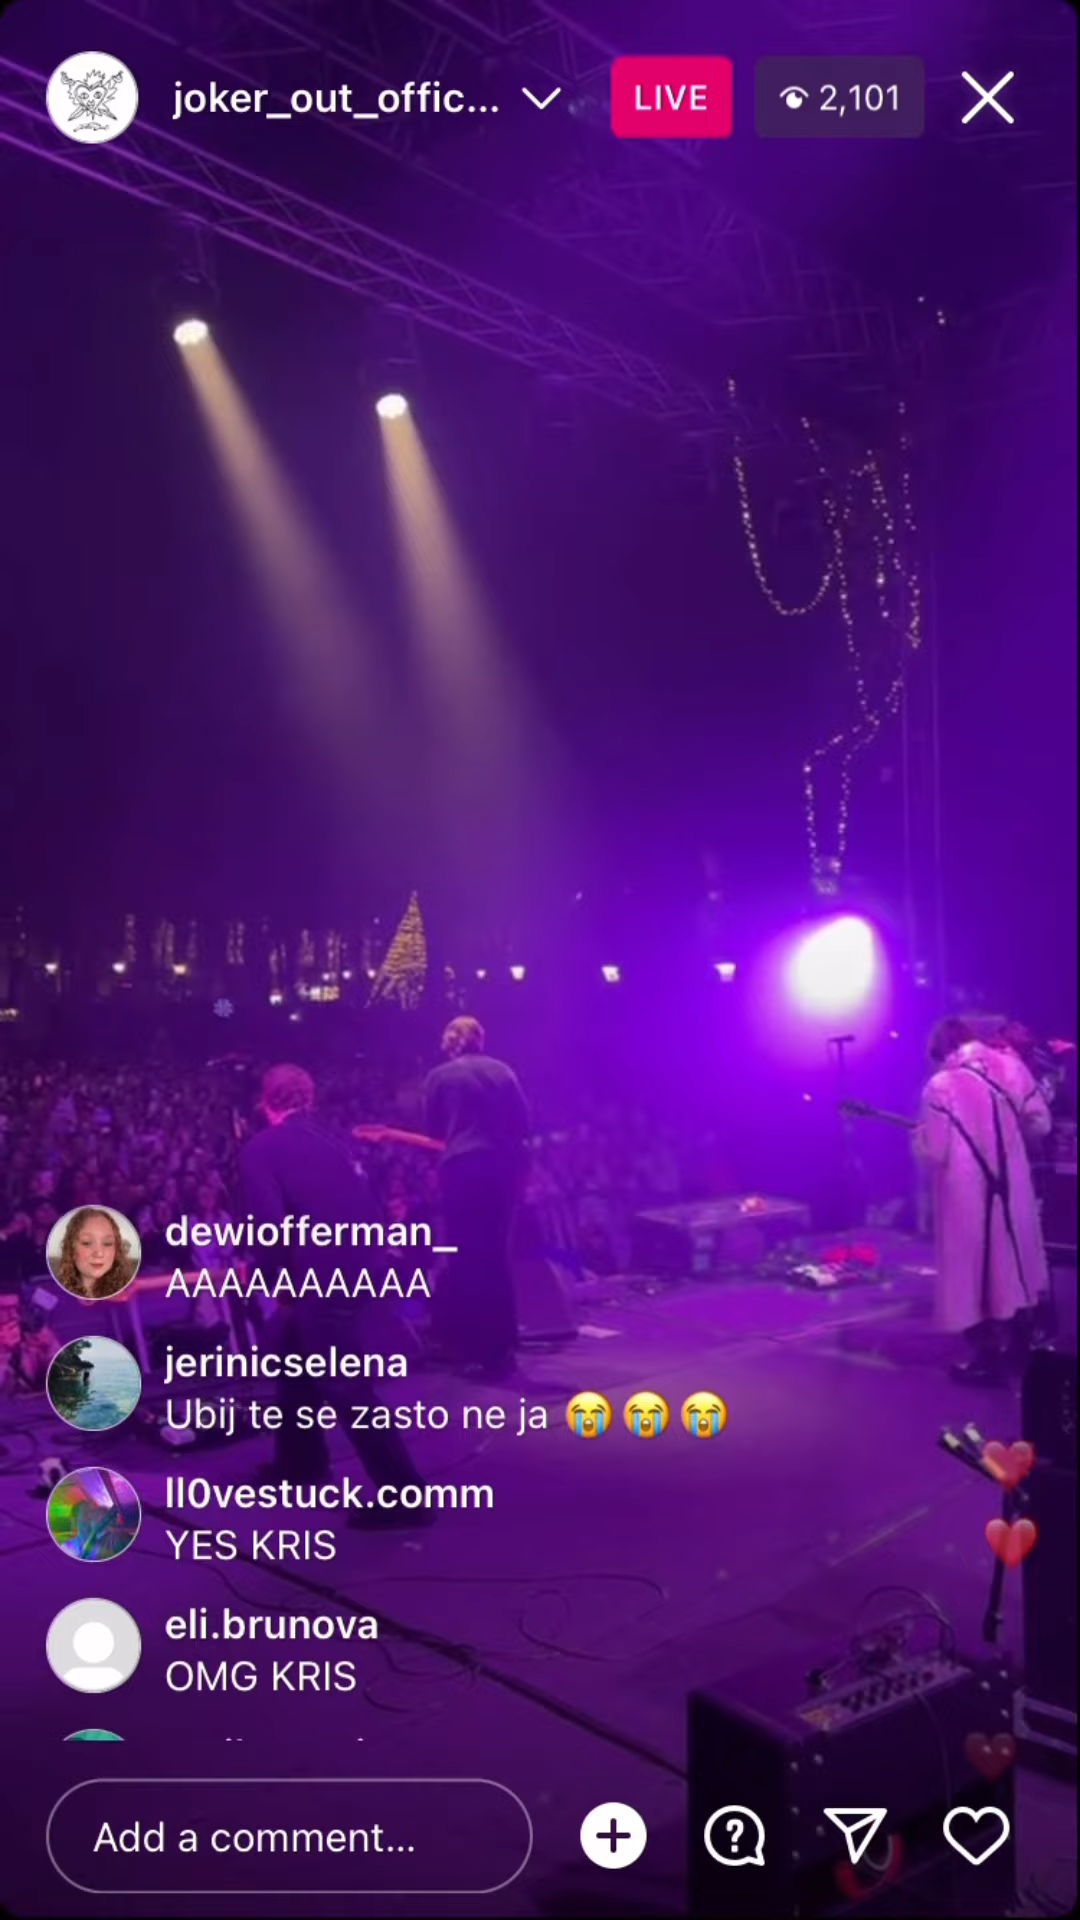 joker_out_offic...
LIVE
2,101
dewiofferman_
AAAAAAAAAA
jerinicselena
Ubij te se zasto ne ja 😭😭😭
ll0vestuck.comm
YES KRIS
eli.brunova
OMG KRIS
Add a comment...